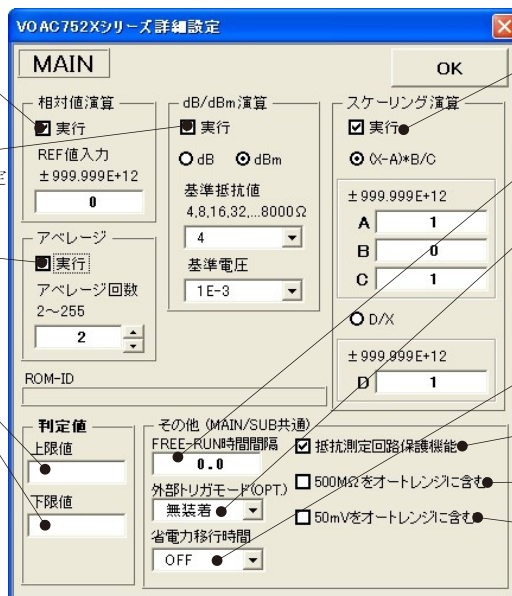 VOAC752Xシリーズ詳細設定
MAIN
OK
相対値演算
実行
REF値入力
±999.999E+12
0
定
アベレージ
実行
アベレージ回数
2～255
2
dB/dBm演算
実行
dB dBm
基準抵抗値
4,8,16,32,...8000Ω
4
基準電圧
1E-3
スケーリング演算
実行
(X-A)*B/C
±999.999E+12
A 1
B 0
C 1
D/X
±999.999E+12
D 1
ROM-ID
判定値
上限値
下限値
その他 (MAIN/SUB共通)
FREE-RUN時間間隔
0.0
外部トリガモード(OPT.)
無装着
省電力移行時間
OFF
抵抗測定回路保護機能
500MΩをオートレンジに含む
50mVをオートレンジに含む